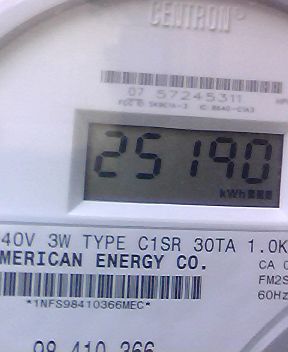 CENTRON®
07 57245311
25190
kWh
40V 3W TYPE C1SR 30TA 1.0K
MERICAN ENERGY CO.
CA 0
FM2S
60Hz
*1NFS98410366MEC*
98 410 366